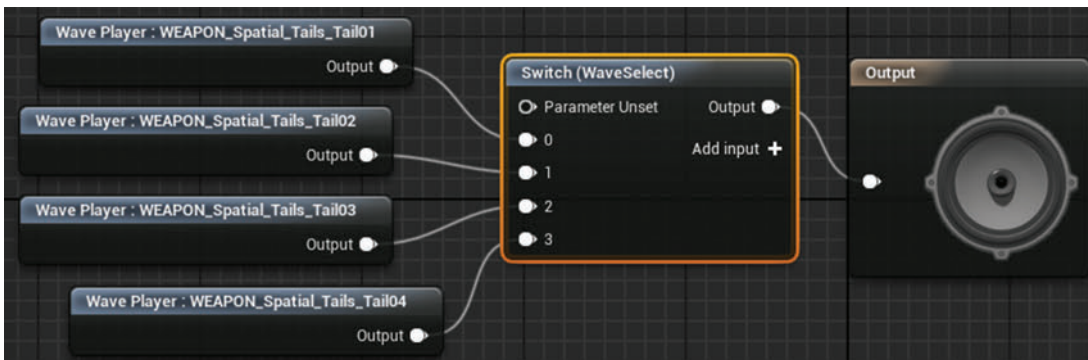 Wave Player : WEAPON_Spatial_Tails_Tail01
Output
Wave Player : WEAPON_Spatial_Tails_Tail02
Output
Wave Player : WEAPON_Spatial_Tails_Tail03
Output
Wave Player : WEAPON_Spatial_Tails_Tail04
Output
Switch (WaveSelect)
Parameter Unset Output
0
Add input
1
2
3
Output